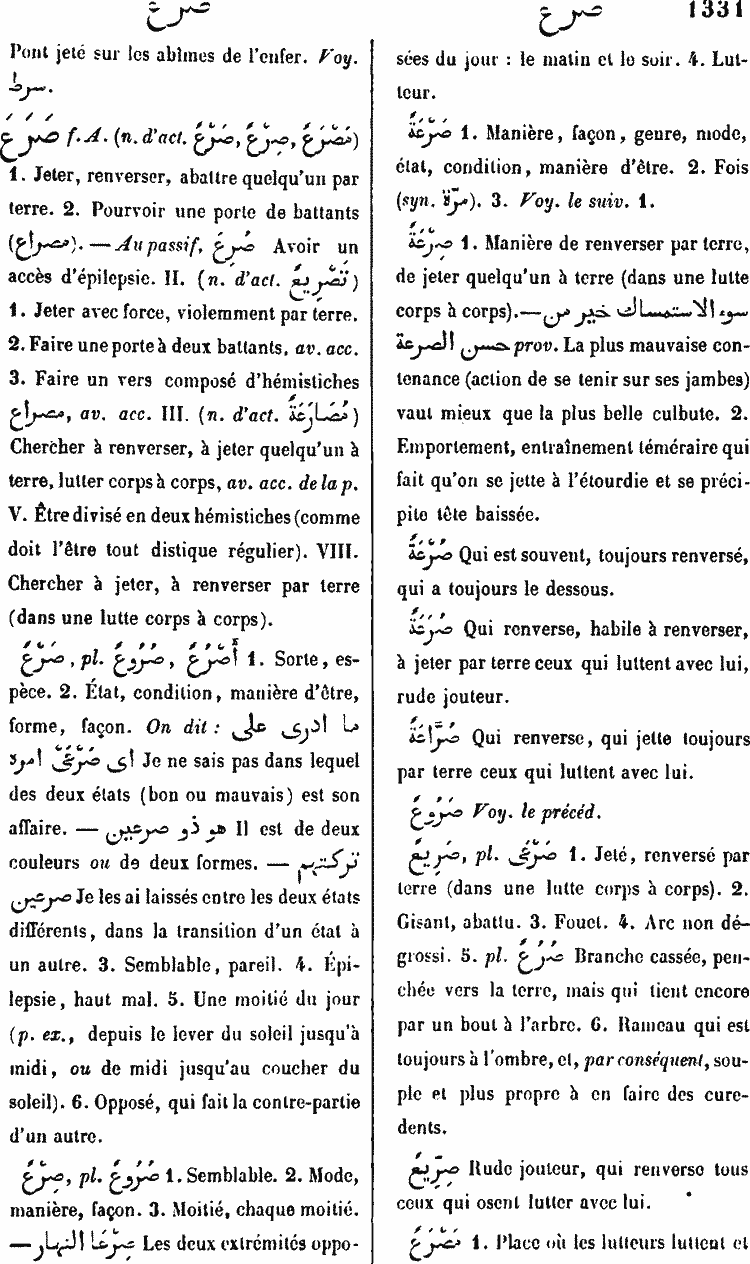 صرع
صرع 1331
Pont jeté sur les abîmes de l'enfer. Voy.
سرط.
صَرَعَ f. A. (n. d'act. صَرْعٌ, صِرْعٌ, مَصْرَعٌ)
1. Jeter, renverser, abattre quelqu'un par
terre. 2. Pourvoir une porte de battants
(مصراع). — Au passif, صُرِعَ Avoir un
accès d'épilepsie. II. (n. d'act. تَصْرِيعٌ)
1. Jeter avec force, violemment par terre.
2. Faire une porte à deux battants, av. acc.
3. Faire un vers composé d'hémistiches
مصراع, av. acc. III. (n. d'act. مُصَارَعَةٌ)
Chercher à renverser, à jeter quelqu'un à
terre, lutter corps à corps, av. acc. de la p.
V. Être divisé en deux hémistiches (comme
doit l'être tout distique régulier). VIII.
Chercher à jeter, à renverser par terre
(dans une lutte corps à corps).
صَرْعٌ, pl. صُرُوعٌ, أَصْرُعٌ 1. Sorte, es-
pèce. 2. État, condition, manière d'être,
forme, façon. On dit : ما ادرى على
اى صَرْعَىْ امره Je ne sais pas dans lequel
des deux états (bon ou mauvais) est son
affaire. — هو ذو صرعين Il est de deux
couleurs ou de deux formes. — تركتهم
صرعين Je les ai laissés entre les deux états
différents, dans la transition d'un état à
un autre. 3. Semblable, pareil. 4. Épi-
lepsie, haut mal. 5. Une moitié du jour
(p. ex., depuis le lever du soleil jusqu'à
midi, ou de midi jusqu'au coucher du
soleil). 6. Opposé, qui fait la contre-partie
d'un autre.
صِرْعٌ, pl. صُرُوعٌ 1. Semblable. 2. Mode,
manière, façon. 3. Moitié, chaque moitié.
— صِرْعَا النهار Les deux extrémités oppo-
sées du jour : le matin et le soir. 4. Lut-
teur.
صَرْعَةٌ 1. Manière, façon, genre, mode,
état, condition, manière d'être. 2. Fois
(syn. مرّة). 3. Voy. le suiv. 1.
صِرْعَةٌ 1. Manière de renverser par terre,
de jeter quelqu'un à terre (dans une lutte
corps à corps). — سوء الاستمساك خير من
حسن الصرعة prov. La plus mauvaise con-
tenance (action de se tenir sur ses jambes)
vaut mieux que la plus belle culbute. 2.
Emportement, entraînement téméraire qui
fait qu'on se jette à l'étourdie et se préci-
pite tête baissée.
صُرْعَةٌ Qui est souvent, toujours renversé,
qui a toujours le dessous.
صُرَعَةٌ Qui renverse, habile à renverser,
à jeter par terre ceux qui luttent avec lui,
rude jouteur.
صُرَّاعَةٌ Qui renverse, qui jette toujours
par terre ceux qui luttent avec lui.
صَرُوعٌ Voy. le précéd.
صَرِيعٌ, pl. صَرْعَى 1. Jeté, renversé par
terre (dans une lutte corps à corps). 2.
Gisant, abattu. 3. Fouet. 4. Arc non dé-
grossi. 5. pl. صُرُعٌ Branche cassée, pen-
chée vers la terre, mais qui tient encore
par un bout à l'arbre. 6. Rameau qui est
toujours à l'ombre, et, par conséquent, sou-
ple et plus propre à en faire des cure-
dents.
صِرِّيعٌ Rude jouteur, qui renverse tous
ceux qui osent lutter avec lui.
مَصْرَعٌ 1. Place où les lutteurs luttent et